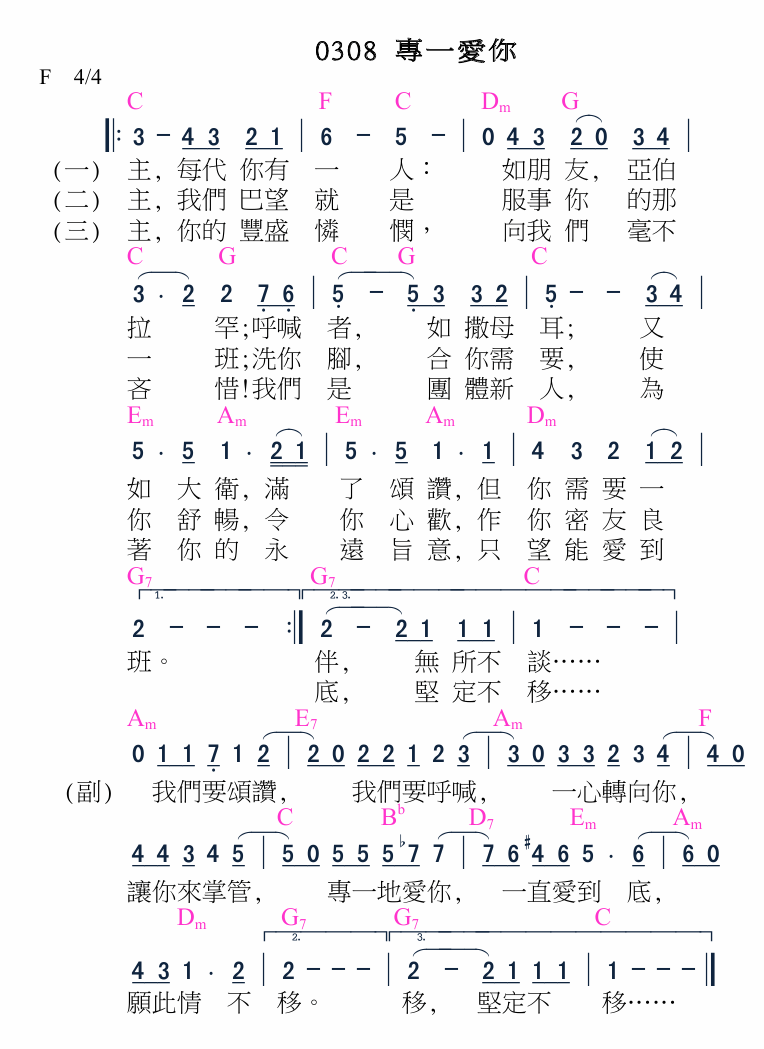 0308 專一愛你
F 4/4
C F C Dm G
𝄆 3 - 4 3 2 1 | 6 - 5 - | 0 4 3 2 0 3 4 |
(一) 主, 每代 你有 一 人： 如朋 友, 亞伯
(二) 主, 我們 巴望 就 是 服事 你 的那
(三) 主, 你的 豐盛 憐 憫， 向我 們 毫不
C G C G C
3 · 2 2 7 6 | 5 - 5 3 3 2 | 5 - - 3 4 |
拉 罕;呼喊 者, 如 撒母 耳; 又
一 班;洗你 腳, 合 你需 要, 使
吝 惜!我們 是 團 體新 人, 為
Em Am Em Am Dm
5 · 5 1 · 2 1 | 5 · 5 1 · 1 | 4 3 2 1 2 |
如 大 衛, 滿 了 頌 讚, 但 你 需 要 一
你 舒 暢, 令 你 心 歡, 作 你 密 友 良
著 你 的 永 遠 旨 意, 只 望 能 愛 到
G7 G7 C
1. 2. 3.
2 - - - 𝄇 2 - 2 1 1 1 | 1 - - - |
班。 伴, 無 所不 談……
底, 堅 定不 移……
Am E7 Am F
0 1 1 7 1 2 | 2 0 2 2 1 2 3 | 3 0 3 3 2 3 4 | 4 0
(副) 我們要頌讚, 我們要呼喊, 一心轉向你,
C Bb D7 Em Am
4 4 3 4 5 | 5 0 5 5 5 ♭7 7 | 7 6 #4 6 5 · 6 | 6 0
讓你來掌管, 專一地愛你, 一直愛到 底,
Dm G7 G7 C
2. 3.
4 3 1 · 2 | 2 - - - | 2 - 2 1 1 1 | 1 - - - ‖
願此情 不 移。 移, 堅定不 移……